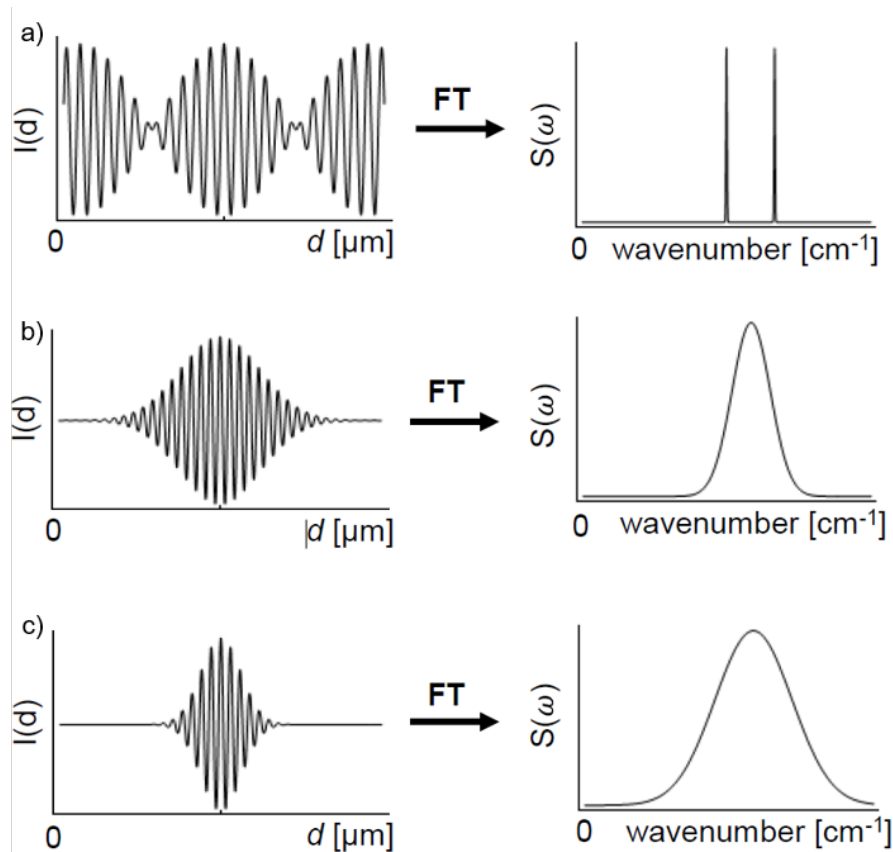 a)
I(d)
0
d [µm]
FT
S(ω)
0
wavenumber [cm-1]
b)
I(d)
0
|d [µm]
FT
S(ω)
0
wavenumber [cm-1]
c)
I(d)
0
d [µm]
FT
S(ω)
0
wavenumber [cm-1]